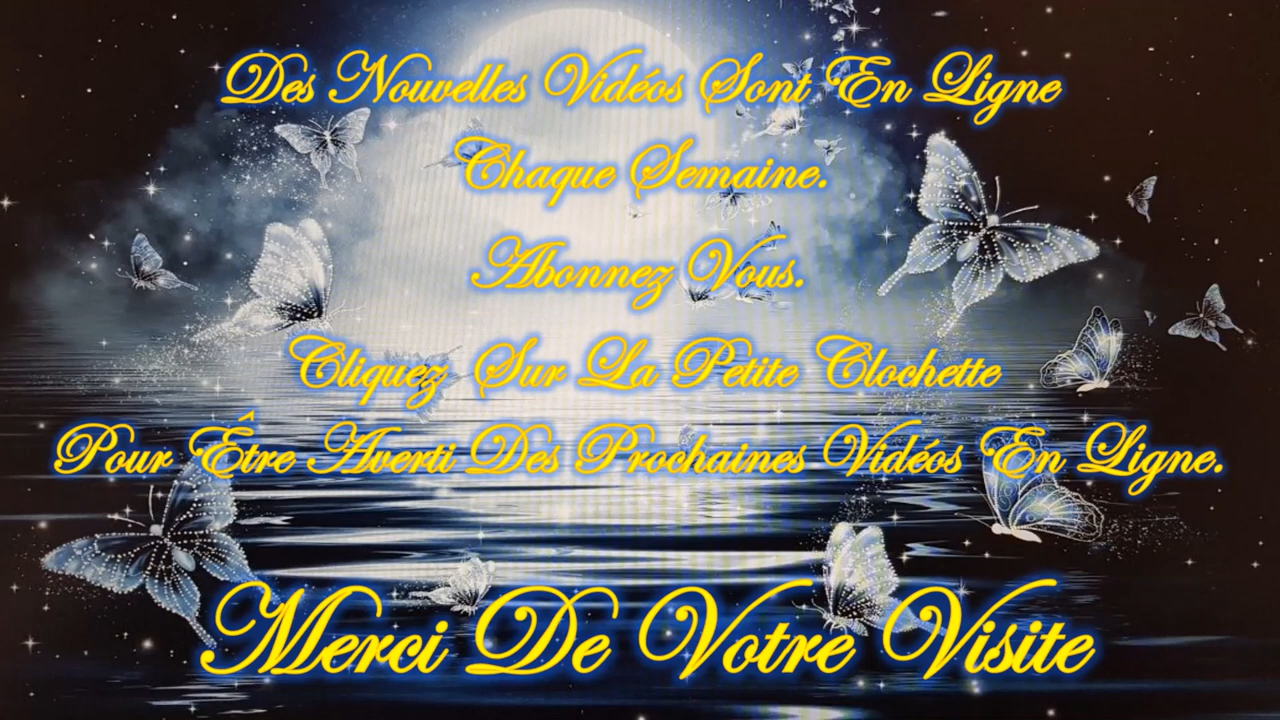 Des Nouvelles Vidéos Sont En Ligne
Chaque Semaine.
Abonnez Vous.
Cliquez Sur La Petite Clochette
Pour Être Averti Des Prochaines Vidéos En Ligne.
Merci De Votre Visite